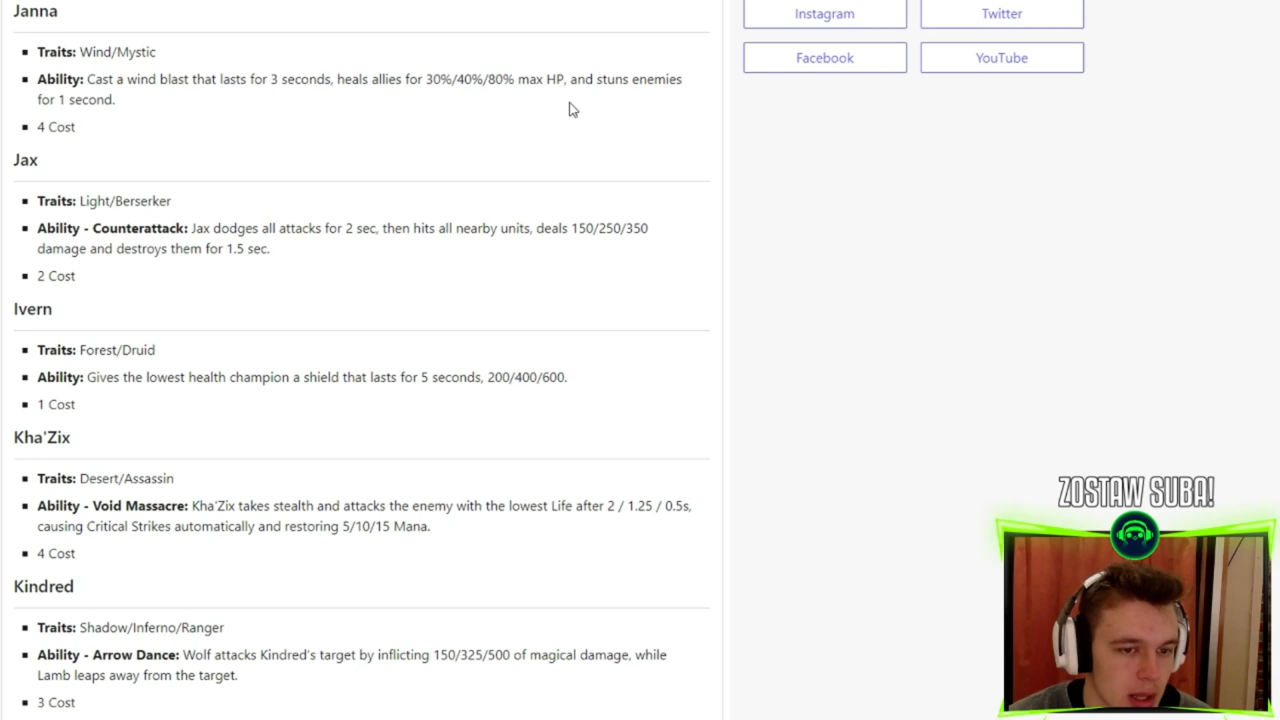 Janna
Traits: Wind/Mystic
Ability: Cast a wind blast that lasts for 3 seconds, heals allies for 30%/40%/80% max HP, and stuns enemies
for 1 second.
4 Cost
Jax
Traits: Light/Berserker
Ability - Counterattack: Jax dodges all attacks for 2 sec, then hits all nearby units, deals 150/250/350
damage and destroys them for 1.5 sec.
2 Cost
Ivern
Traits: Forest/Druid
Ability: Gives the lowest health champion a shield that lasts for 5 seconds, 200/400/600.
1 Cost
Kha'Zix
Traits: Desert/Assassin
Ability - Void Massacre: Kha'Zix takes stealth and attacks the enemy with the lowest Life after 2 / 1.25 / 0.5s,
causing Critical Strikes automatically and restoring 5/10/15 Mana.
4 Cost
Kindred
Traits: Shadow/Inferno/Ranger
Ability - Arrow Dance: Wolf attacks Kindred's target by inflicting 150/325/500 of magical damage, while
Lamb leaps away from the target.
3 Cost
Instagram
Twitter
Facebook
YouTube
ZOSTAW SUBA!